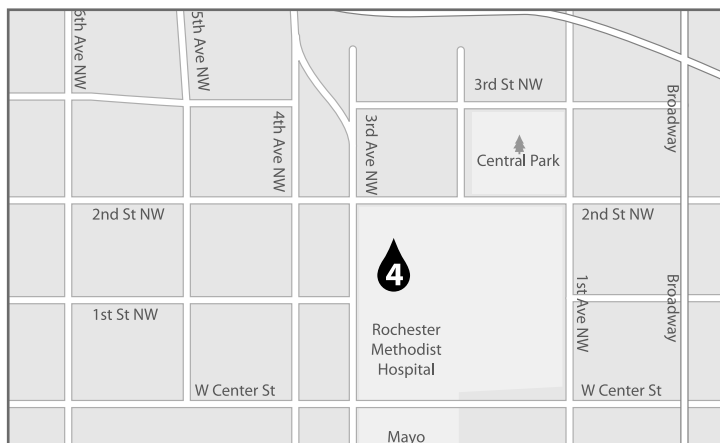 6th Ave NW
5th Ave NW
3rd St NW
Broadway
4th Ave NW
3rd Ave NW
Central Park
2nd St NW
2nd St NW
4
1st Ave NW
Broadway
1st St NW
Rochester
Methodist
Hospital
W Center St
W Center St
Mayo